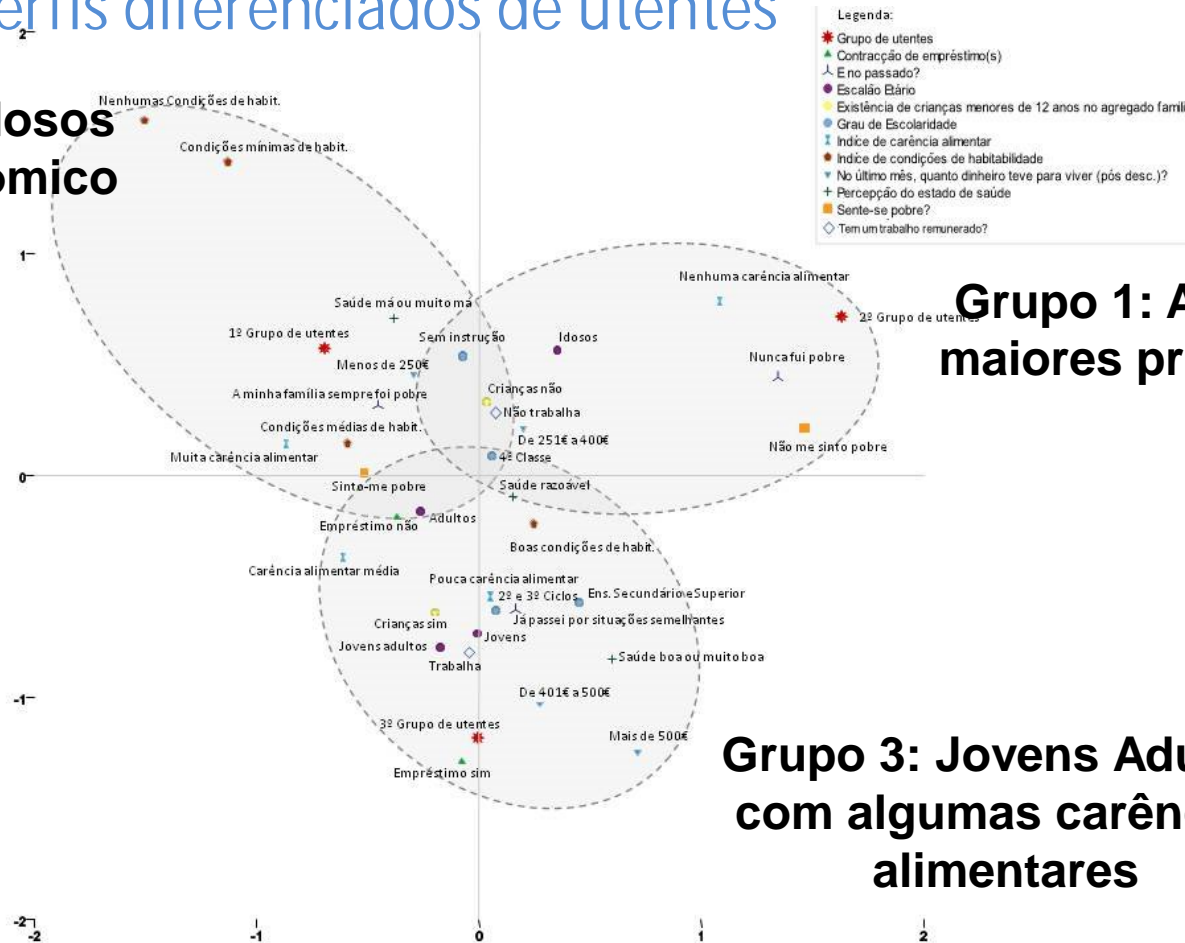 erfis diferenciados de utentes
Legenda:
Grupo de utentes
Contracção de empréstimo(s)
E no passado?
Escalão Etário
Existência de crianças menores de 12 anos no agregado famili
Grau de Escolaridade
Indíce de carência alimentar
Indíce de condições de habitabilidade
No último mês, quanto dinheiro teve para viver (pós desc.)?
Percepção do estado de saúde
Sente-se pobre?
Tem um trabalho remunerado?
dosos
ómico
Nenhumas Condições de habit.
Condições mínimas de habit.
Nenhuma carência alimentar
Grupo 1: A
maiores pr
Saúde má ou muito má
2º Grupo de utentes
1º Grupo de utentes
Sem instrução
Idosos
Menos de 250€
Nunca fui pobre
A minha família sempre foi pobre
Crianças não
Não trabalha
Condições médias de habit.
De 251€ a 400€
Não me sinto pobre
Muita carência alimentar
4ª Classe
Sinto-me pobre
Saúde razoável
Empréstimo não
Adultos
Boas condições de habit.
Carência alimentar média
Pouca carência alimentar
2º e 3º Ciclos
Ens. Secundário e Superior
Crianças sim
Já passei por situações semelhantes
Jovens
Jovens adultos
Trabalha
Saúde boa ou muito boa
De 401€ a 500€
3º Grupo de utentes
Mais de 500€
Empréstimo sim
Grupo 3: Jovens Adu
com algumas carên
alimentares
2
1
0
-1
-2
-2 -1 0 1 2